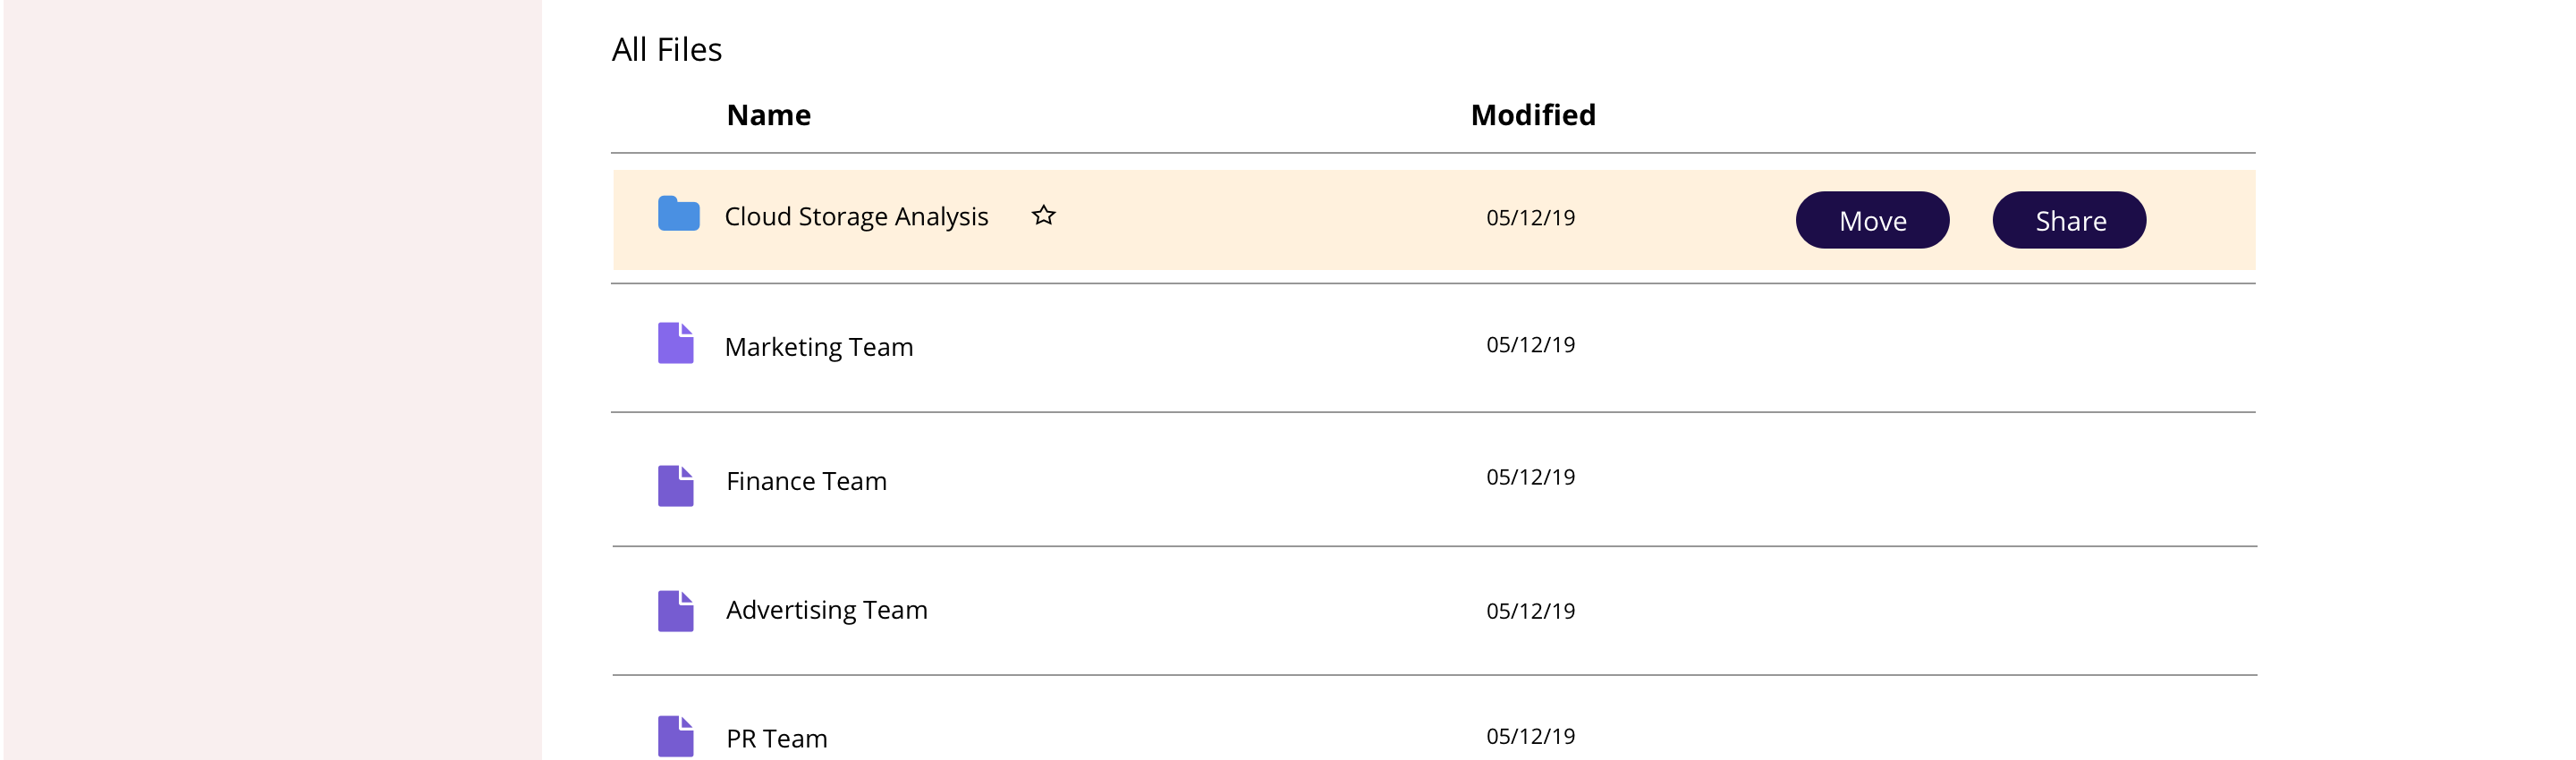 All Files
Name Modified
Cloud Storage Analysis 05/12/19 Move Share
Marketing Team 05/12/19
Finance Team 05/12/19
Advertising Team 05/12/19
PR Team 05/12/19